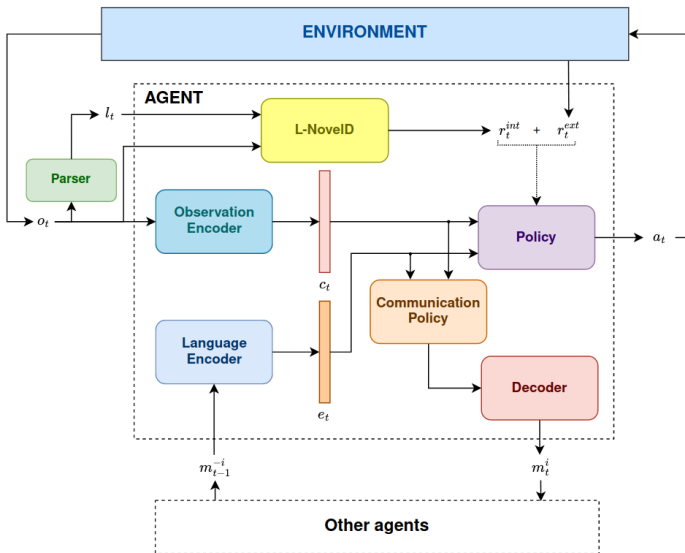 ENVIRONMENT
AGENT
l_t
L-NovelD
r_t^{int} + r_t^{ext}
Parser
o_t
Observation
Encoder
c_t
Policy
a_t
Communication
Policy
Language
Encoder
e_t
Decoder
m_{t-1}^{-i}
m_t^i
Other agents